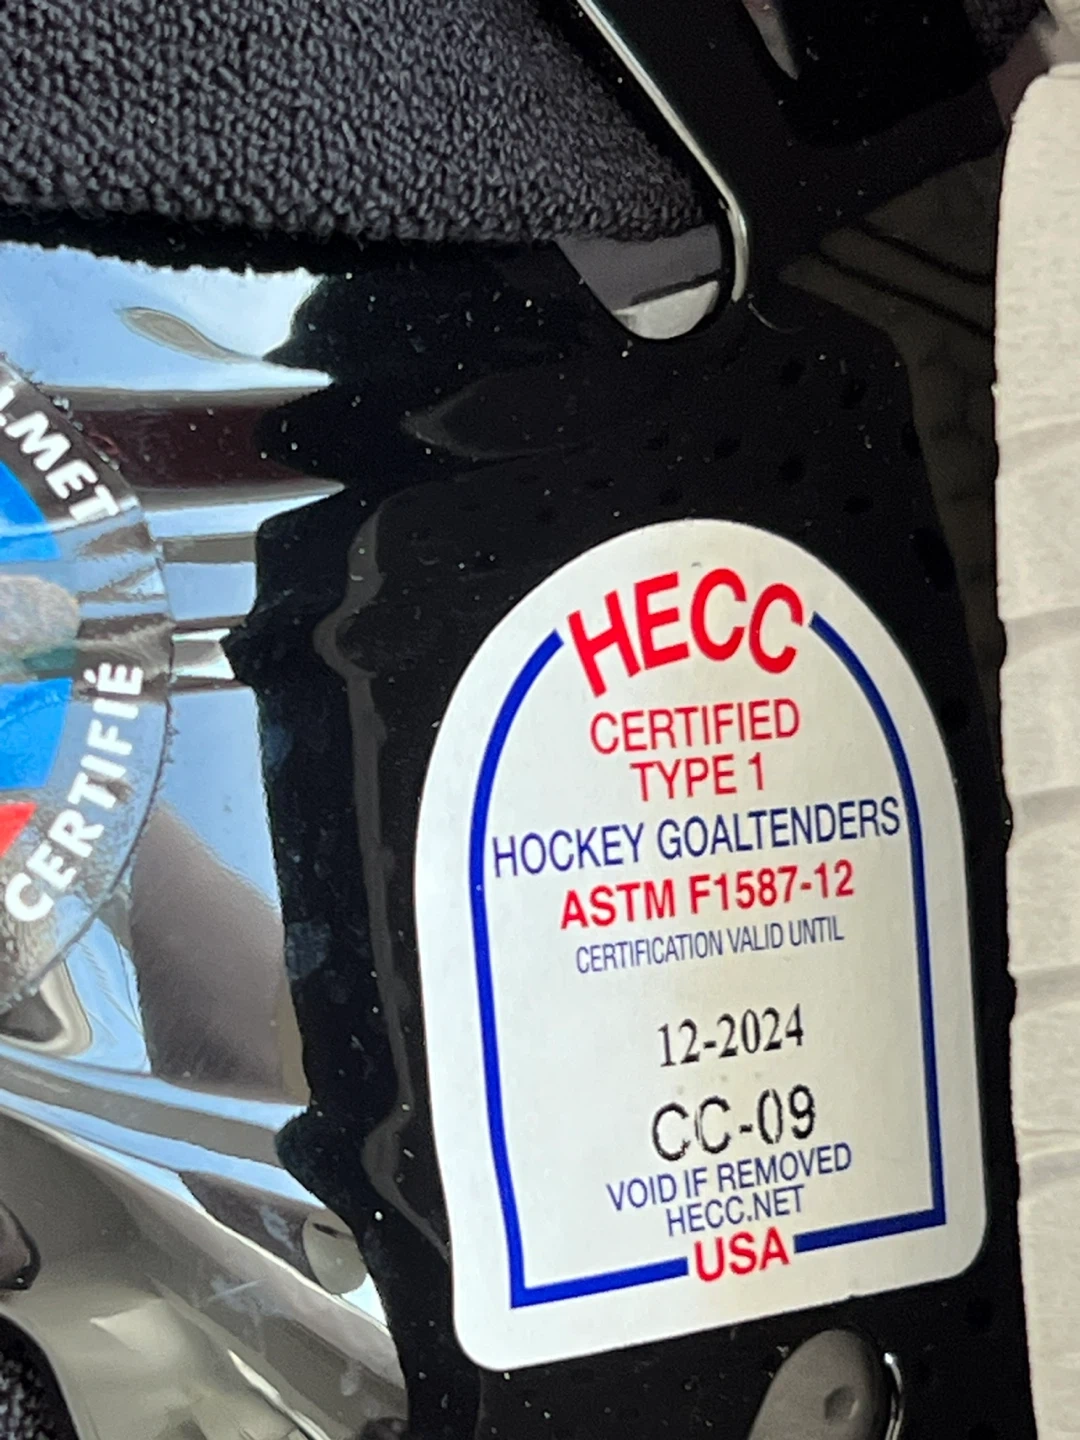 HECC
CERTIFIED
TYPE 1
HOCKEY GOALTENDERS
ASTM F1587-12
CERTIFICATION VALID UNTIL
12-2024
CC-09
VOID IF REMOVED
HECC.NET
USA
CERTIFIÉ